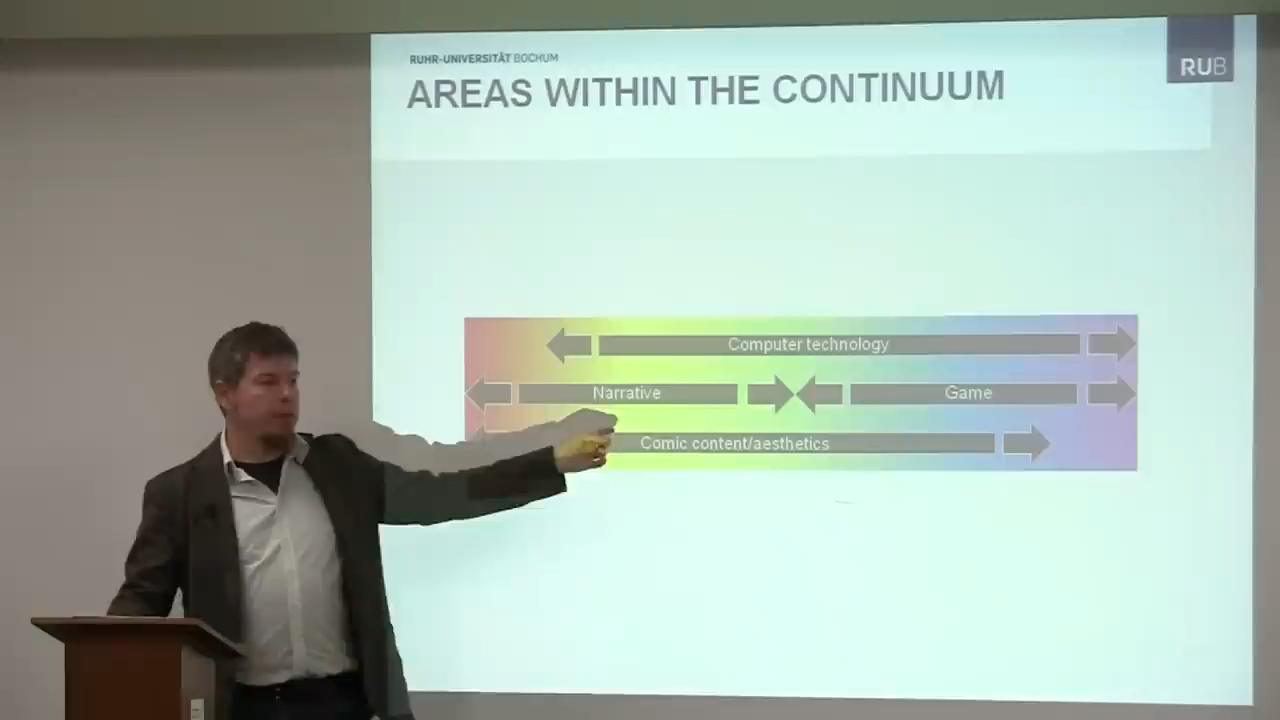 RUHR-UNIVERSITÄT BOCHUM
RUB
AREAS WITHIN THE CONTINUUM
Computer technology
Narrative
Game
Comic content/aesthetics